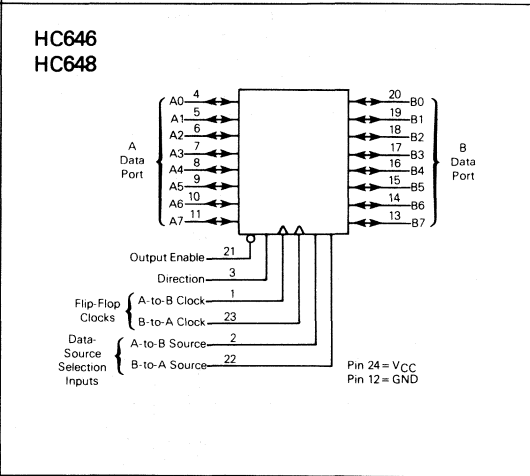 HC646
HC648
A0 4 20 B0
A1 5 19 B1
A2 6 18 B2
A3 7 17 B3
A4 8 16 B4
A5 9 15 B5
A6 10 14 B6
A7 11 13 B7
A
Data
Port
B
Data
Port
Output Enable 21
Direction 3
Flip-Flop
Clocks
A-to-B Clock 1
B-to-A Clock 23
Data-
Source
Selection
Inputs
A-to-B Source 2
B-to-A Source 22
Pin 24 = VCC
Pin 12 = GND